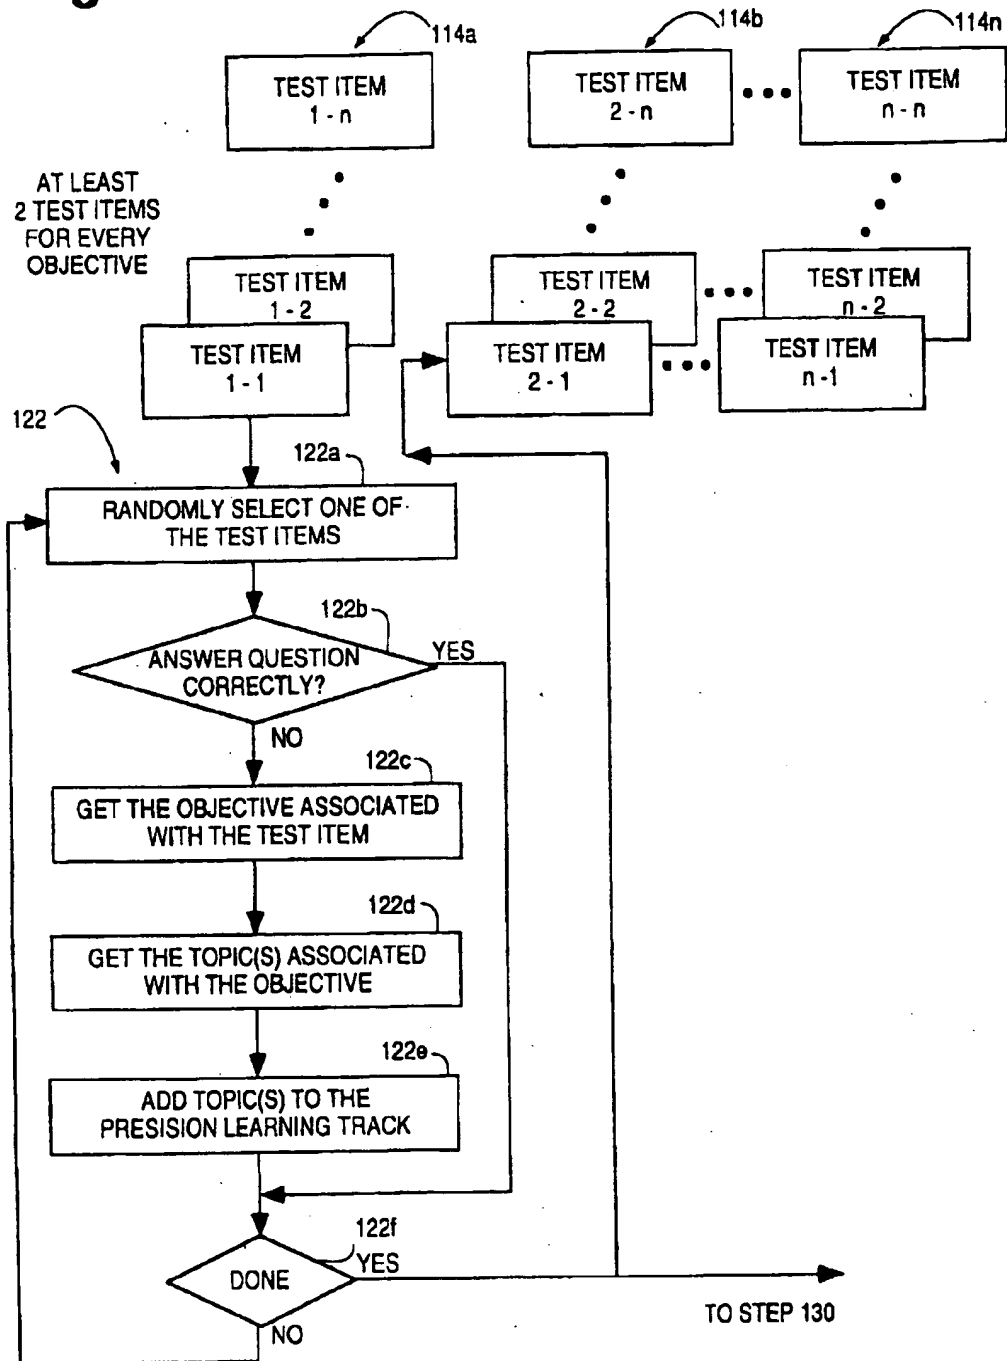 114a
114b
114n
TEST ITEM
1 - n
TEST ITEM
2 - n
TEST ITEM
n - n
AT LEAST
2 TEST ITEMS
FOR EVERY
OBJECTIVE
TEST ITEM
1 - 2
TEST ITEM
2 - 2
TEST ITEM
n - 2
TEST ITEM
1 - 1
TEST ITEM
2 - 1
TEST ITEM
n - 1
122
122a
RANDOMLY SELECT ONE OF
THE TEST ITEMS
122b
ANSWER QUESTION
CORRECTLY?
YES
NO
122c
GET THE OBJECTIVE ASSOCIATED
WITH THE TEST ITEM
122d
GET THE TOPIC(S) ASSOCIATED
WITH THE OBJECTIVE
122e
ADD TOPIC(S) TO THE
PRESISION LEARNING TRACK
122f
DONE
YES
NO
TO STEP 130